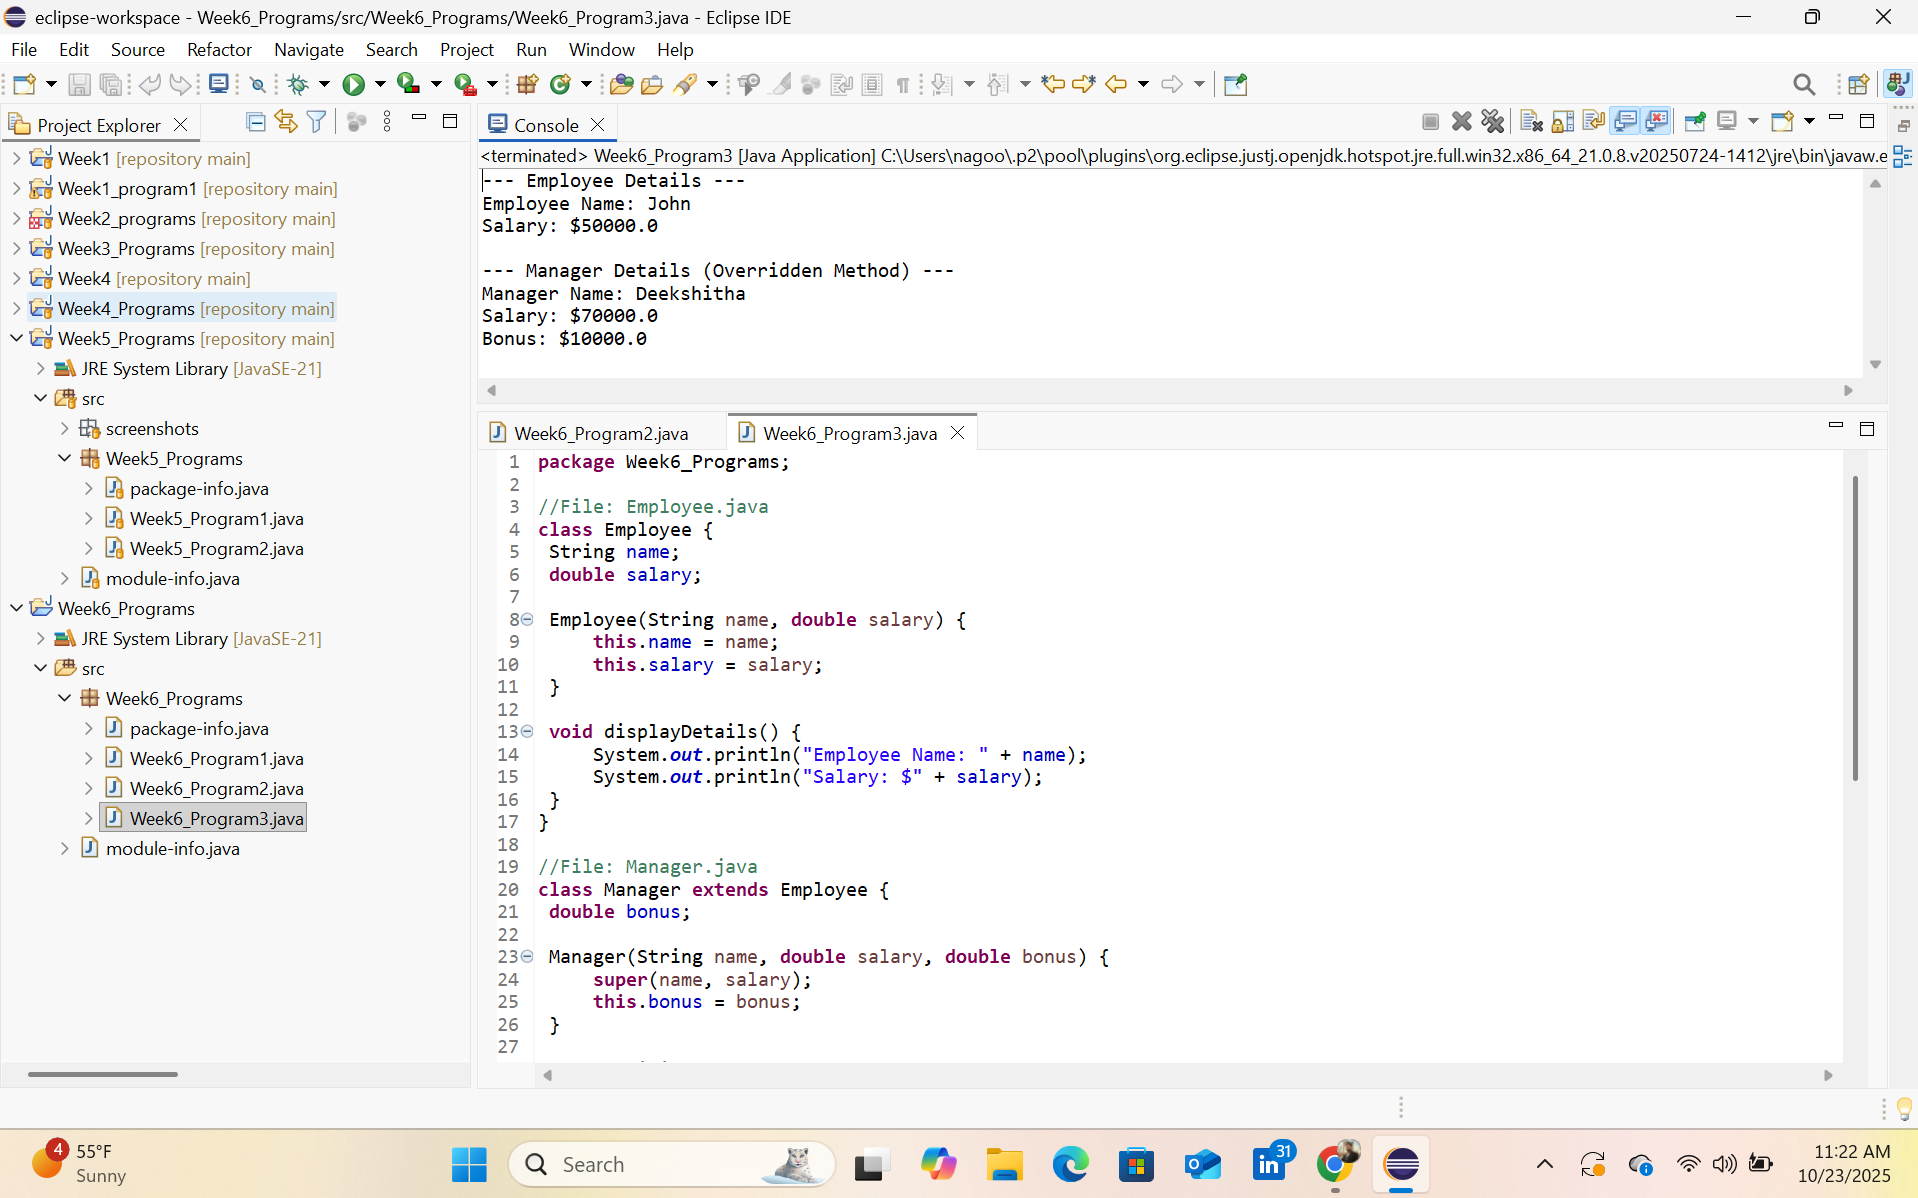 eclipse-workspace - Week6_Programs/src/Week6_Programs/Week6_Program3.java - Eclipse IDE
File Edit Source Refactor Navigate Search Project Run Window Help
Project Explorer
Week1 [repository main]
Week1_program1 [repository main]
Week2_programs [repository main]
Week3_Programs [repository main]
Week4 [repository main]
Week4_Programs [repository main]
Week5_Programs [repository main]
JRE System Library [JavaSE-21]
src
screenshots
Week5_Programs
package-info.java
Week5_Program1.java
Week5_Program2.java
module-info.java
Week6_Programs
JRE System Library [JavaSE-21]
src
Week6_Programs
package-info.java
Week6_Program1.java
Week6_Program2.java
Week6_Program3.java
module-info.java
Console
<terminated> Week6_Program3 [Java Application] C:\Users\nagoo\.p2\pool\plugins\org.eclipse.justj.openjdk.hotspot.jre.full.win32.x86_64_21.0.8.v20250724-1412\jre\bin\javaw.e
--- Employee Details ---
Employee Name: John
Salary: $50000.0
--- Manager Details (Overridden Method) ---
Manager Name: Deekshitha
Salary: $70000.0
Bonus: $10000.0
Week6_Program2.java Week6_Program3.java
1 package Week6_Programs;
2
3 //File: Employee.java
4 class Employee {
5 String name;
6 double salary;
7
8 Employee(String name, double salary) {
9 this.name = name;
10 this.salary = salary;
11 }
12
13 void displayDetails() {
14 System.out.println("Employee Name: " + name);
15 System.out.println("Salary: $" + salary);
16 }
17 }
18
19 //File: Manager.java
20 class Manager extends Employee {
21 double bonus;
22
23 Manager(String name, double salary, double bonus) {
24 super(name, salary);
25 this.bonus = bonus;
26 }
27
4
55°F
Sunny
Search
31
11:22 AM
10/23/2025